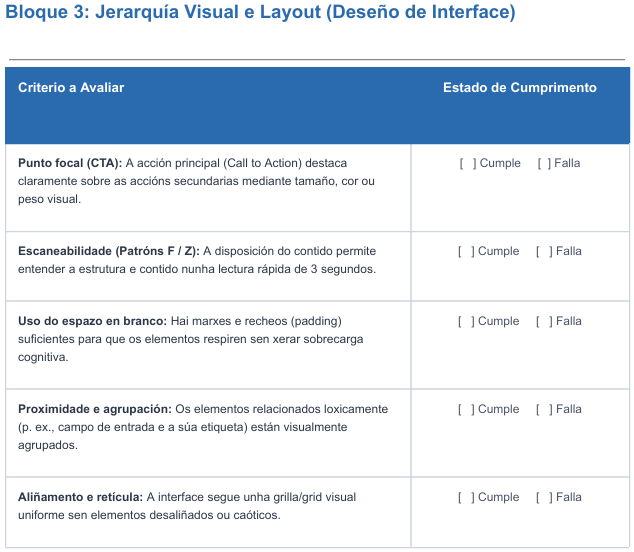 Bloque 3: Jerarquía Visual e Layout (Deseño de Interface)
Criterio a Avaliar
Estado de Cumprimento
Punto focal (CTA): A acción principal (Call to Action) destaca
claramente sobre as accións secundarias mediante tamaño, cor ou
peso visual.
[ ] Cumple [ ] Falla
Escaneabilidade (Patróns F / Z): A disposición do contido permite
entender a estrutura e contido nunha lectura rápida de 3 segundos.
[ ] Cumple [ ] Falla
Uso do espazo en branco: Hai marxes e recheos (padding)
suficientes para que os elementos respiren sen xerar sobrecarga
cognitiva.
[ ] Cumple [ ] Falla
Proximidade e agrupación: Os elementos relacionados loxicamente
(p. ex., campo de entrada e a súa etiqueta) están visualmente
agrupados.
[ ] Cumple [ ] Falla
Aliñamento e retícula: A interface segue unha grilla/grid visual
uniforme sen elementos desaliñados ou caóticos.
[ ] Cumple [ ] Falla